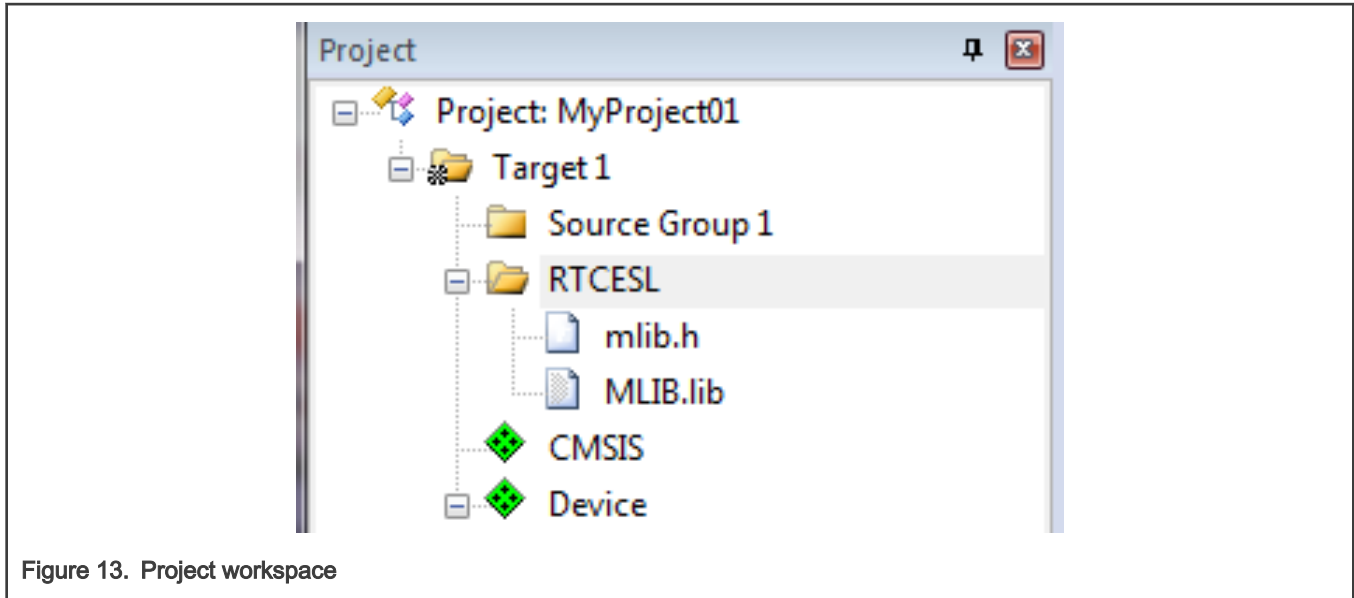 Project
Project: MyProject01
Target 1
Source Group 1
RTCESL
mlib.h
MLIB.lib
CMSIS
Device
Figure 13. Project workspace